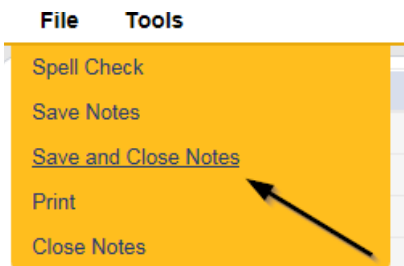 File Tools
Spell Check
Save Notes
Save and Close Notes
Print
Close Notes